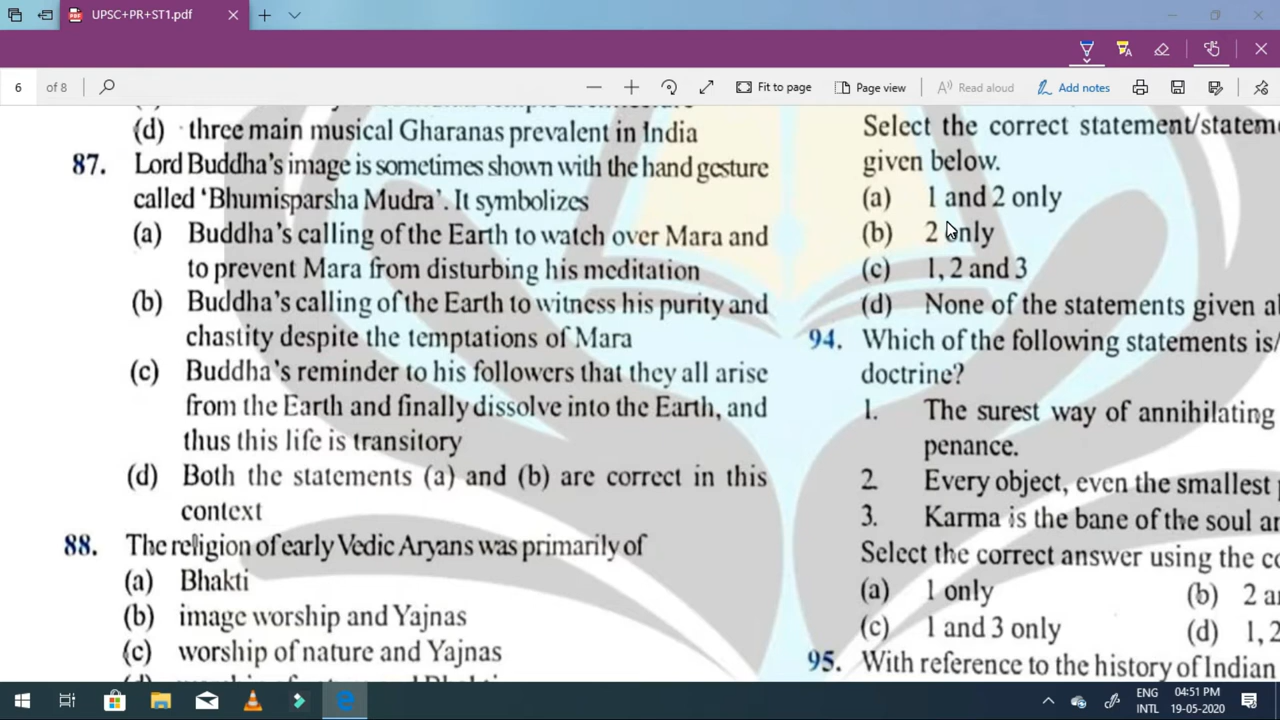 UPSC+PR+ST1.pdf
6 of 8
Fit to page
Page view
Read aloud
Add notes
(d) three main musical Gharanas prevalent in India
87. Lord Buddha's image is sometimes shown with the hand gesture
called 'Bhumisparsha Mudra'. It symbolizes
(a) Buddha's calling of the Earth to watch over Mara and
to prevent Mara from disturbing his meditation
(b) Buddha's calling of the Earth to witness his purity and
chastity despite the temptations of Mara
(c) Buddha's reminder to his followers that they all arise
from the Earth and finally dissolve into the Earth, and
thus this life is transitory
(d) Both the statements (a) and (b) are correct in this
context
88. The religion of early Vedic Aryans was primarily of
(a) Bhakti
(b) image worship and Yajnas
(c) worship of nature and Yajnas
Select the correct statement/statem
given below.
(a) 1 and 2 only
(b) 2 only
(c) 1, 2 and 3
(d) None of the statements given a
94. Which of the following statements is/
doctrine?
1. The surest way of annihilating
penance.
2. Every object, even the smallest
3. Karma is the bane of the soul an
Select the correct answer using the co
(a) 1 only (b) 2 a
(c) 1 and 3 only (d) 1, 2
95. With reference to the history of Indian
ENG 04:51 PM
INTL 19-05-2020